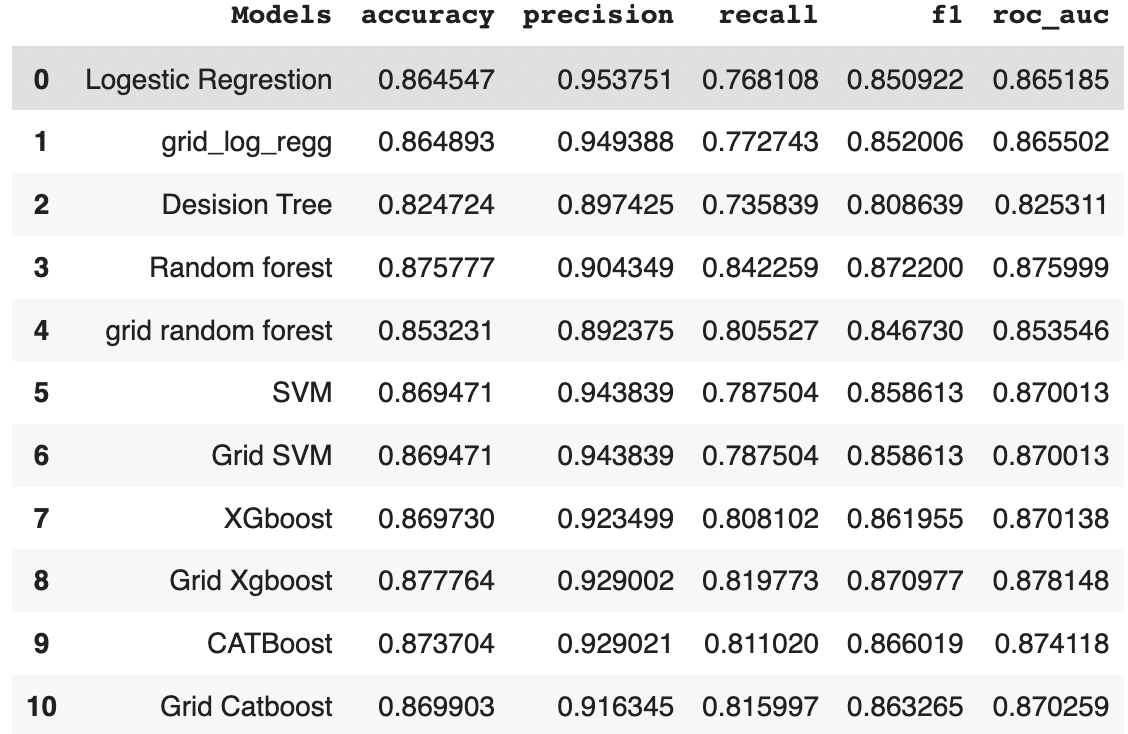 Models accuracy precision recall f1 roc_auc
0 Logestic Regrestion 0.864547 0.953751 0.768108 0.850922 0.865185
1 grid_log_regg 0.864893 0.949388 0.772743 0.852006 0.865502
2 Desision Tree 0.824724 0.897425 0.735839 0.808639 0.825311
3 Random forest 0.875777 0.904349 0.842259 0.872200 0.875999
4 grid random forest 0.853231 0.892375 0.805527 0.846730 0.853546
5 SVM 0.869471 0.943839 0.787504 0.858613 0.870013
6 Grid SVM 0.869471 0.943839 0.787504 0.858613 0.870013
7 XGboost 0.869730 0.923499 0.808102 0.861955 0.870138
8 Grid Xgboost 0.877764 0.929002 0.819773 0.870977 0.878148
9 CATBoost 0.873704 0.929021 0.811020 0.866019 0.874118
10 Grid Catboost 0.869903 0.916345 0.815997 0.863265 0.870259